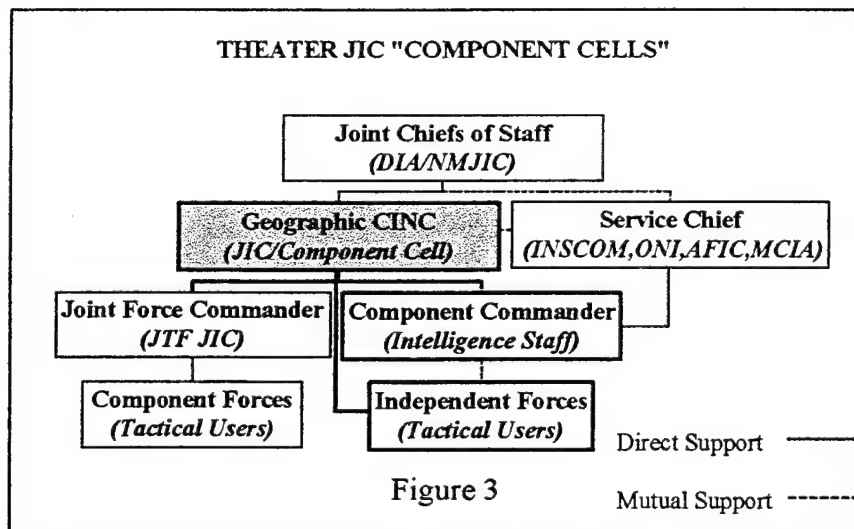 THEATER JIC "COMPONENT CELLS"
Joint Chiefs of Staff
(DIA/NMJIC)
Geographic CINC
(JIC/Component Cell)
Service Chief
(INSCOM,ONI,AFIC,MCIA)
Joint Force Commander
(JTF JIC)
Component Commander
(Intelligence Staff)
Component Forces
(Tactical Users)
Independent Forces
(Tactical Users)
Direct Support
Mutual Support
Figure 3